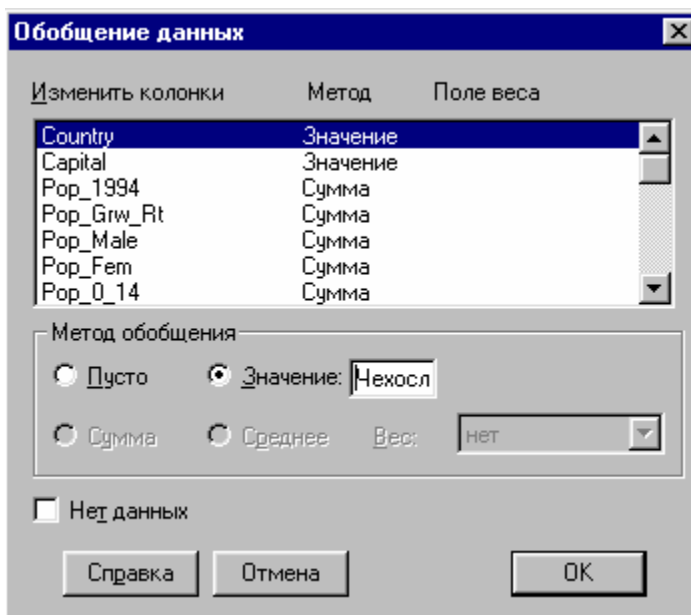 Обобщение данных
Изменить колонки Метод Поле веса
Country Значение
Capital Значение
Pop_1994 Сумма
Pop_Grw_Rt Сумма
Pop_Male Сумма
Pop_Fem Сумма
Pop_0_14 Сумма
Метод обобщения
Пусто Значение: Чехосл
Сумма Среднее Вес: нет
Нет данных
Справка Отмена OK